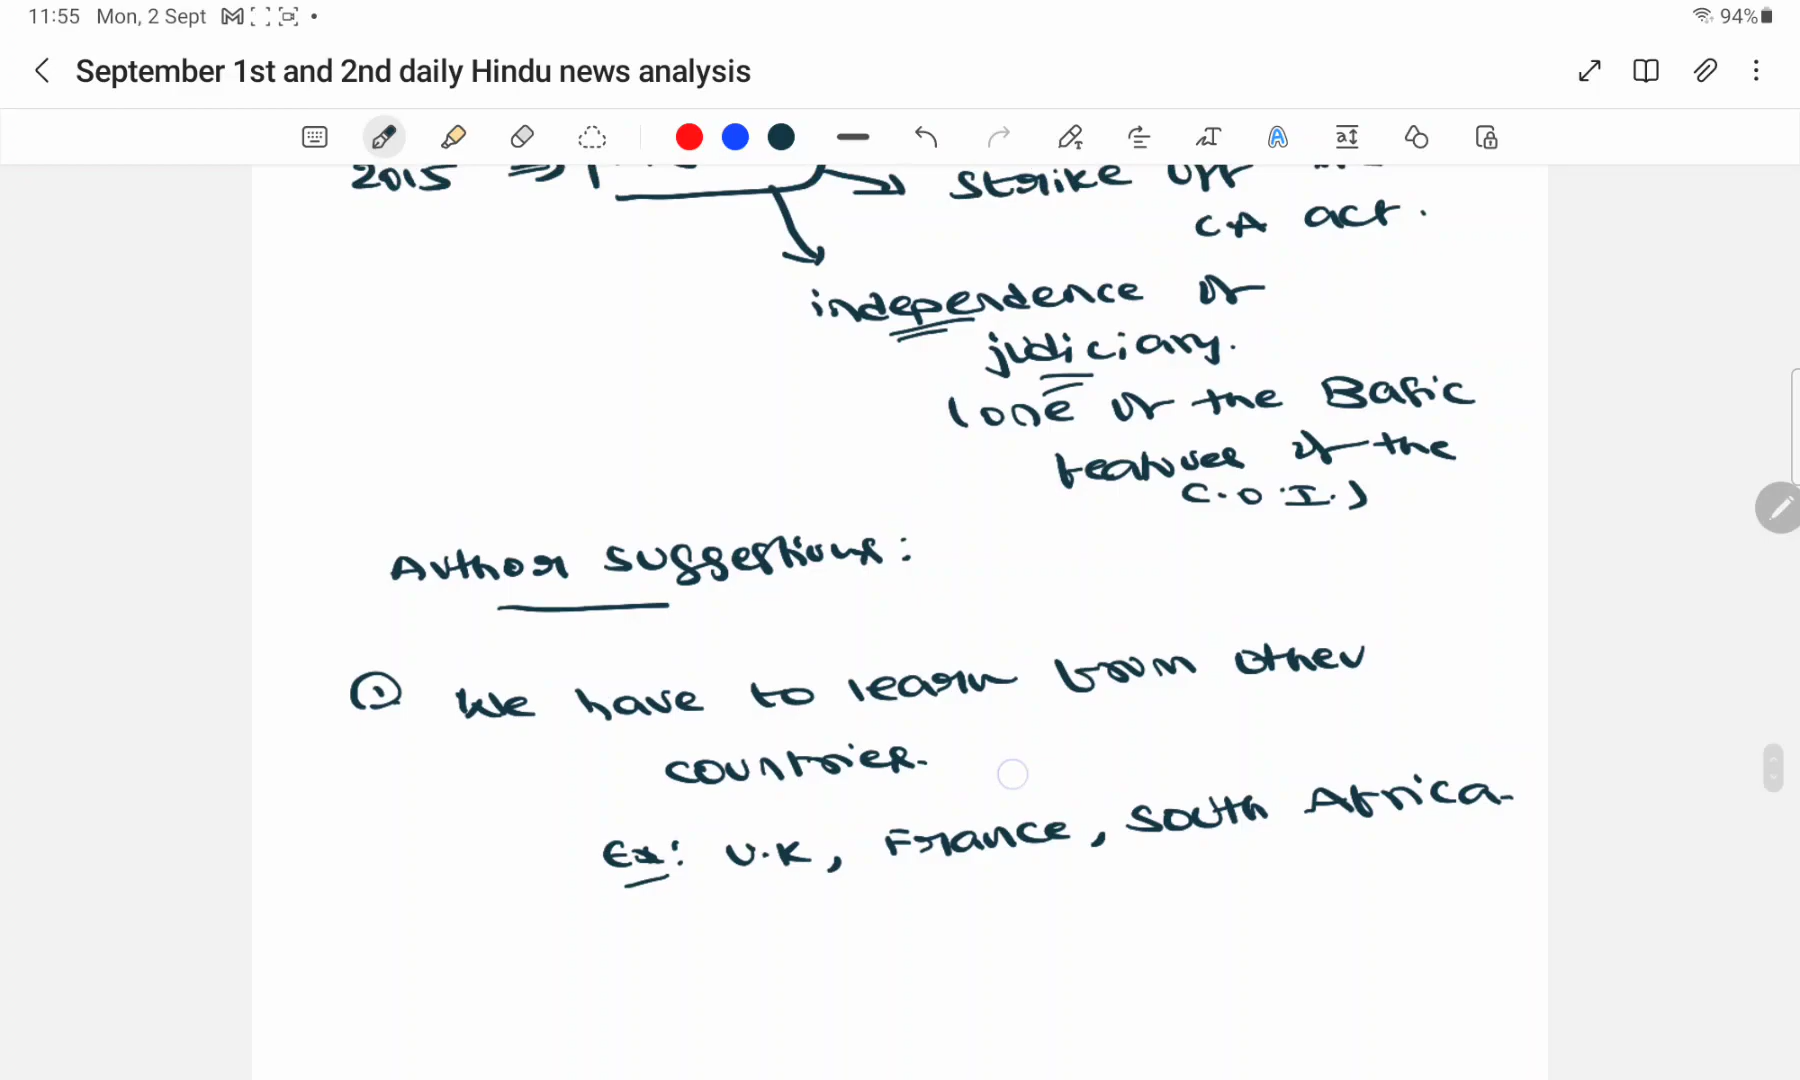 11:55 Mon, 2 Sept
94%
September 1st and 2nd daily Hindu news analysis
2015 ⇒
strike off
CA act.
independence of
judiciary.
(one of the Basic
features of the
C.O.I.)
Author suggestions:
① We have to learn from other
countries.
Ex: U.K, France, South Africa.